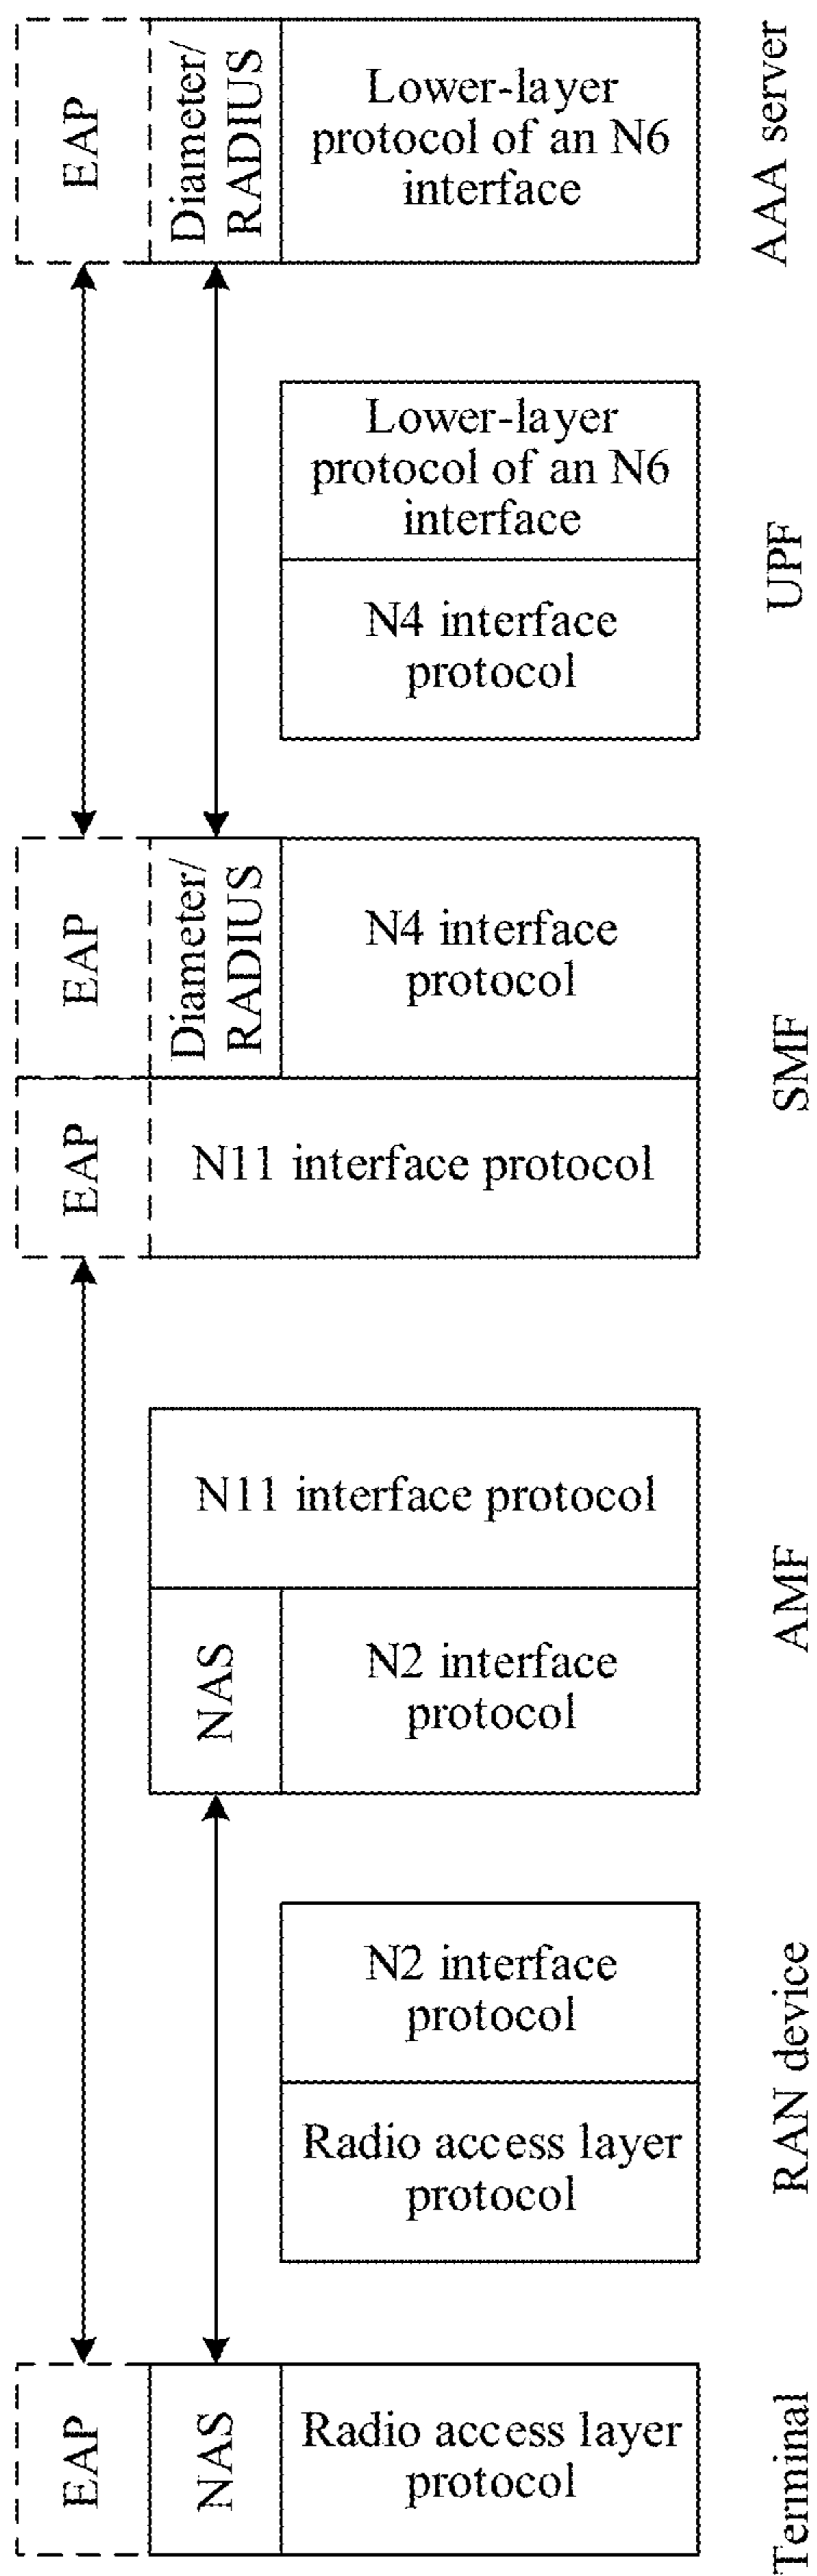 EAP
Diameter/
RADIUS
Lower-layer
protocol of an N6
interface
AAA server
Lower-layer
protocol of an N6
interface
N4 interface
protocol
UPF
EAP
Diameter/
RADIUS
N4 interface
protocol
EAP
N11 interface protocol
SMF
N11 interface protocol
NAS
N2 interface
protocol
AMF
N2 interface
protocol
Radio access layer
protocol
RAN device
EAP
NAS
Radio access layer
protocol
Terminal